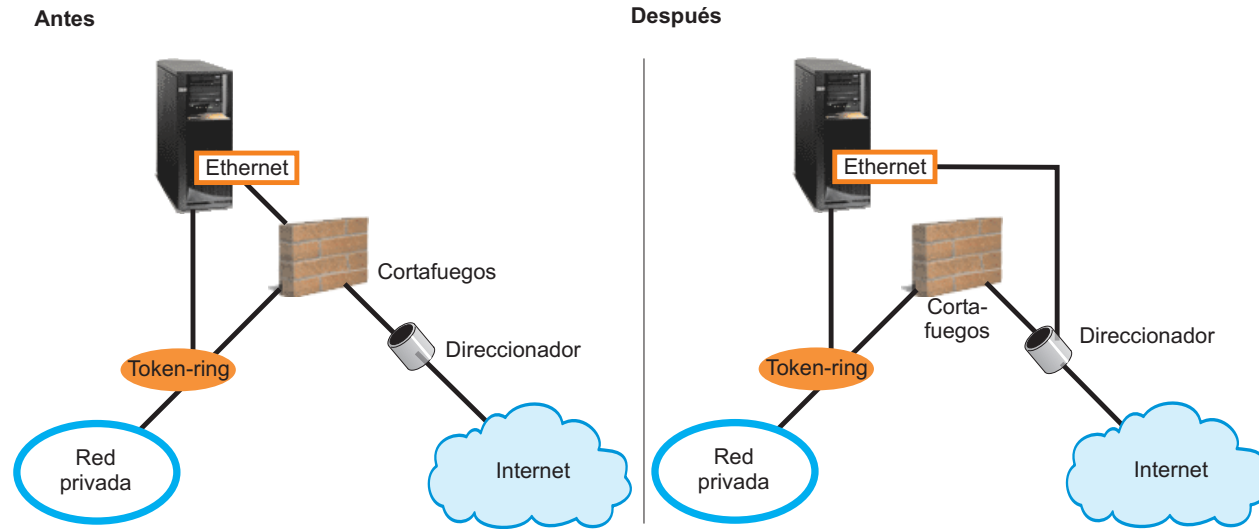 Antes
Ethernet
Cortafuegos
Direccionador
Token-ring
Red
privada
Internet
Después
Ethernet
Corta-
fuegos
Direccionador
Token-ring
Red
privada
Internet